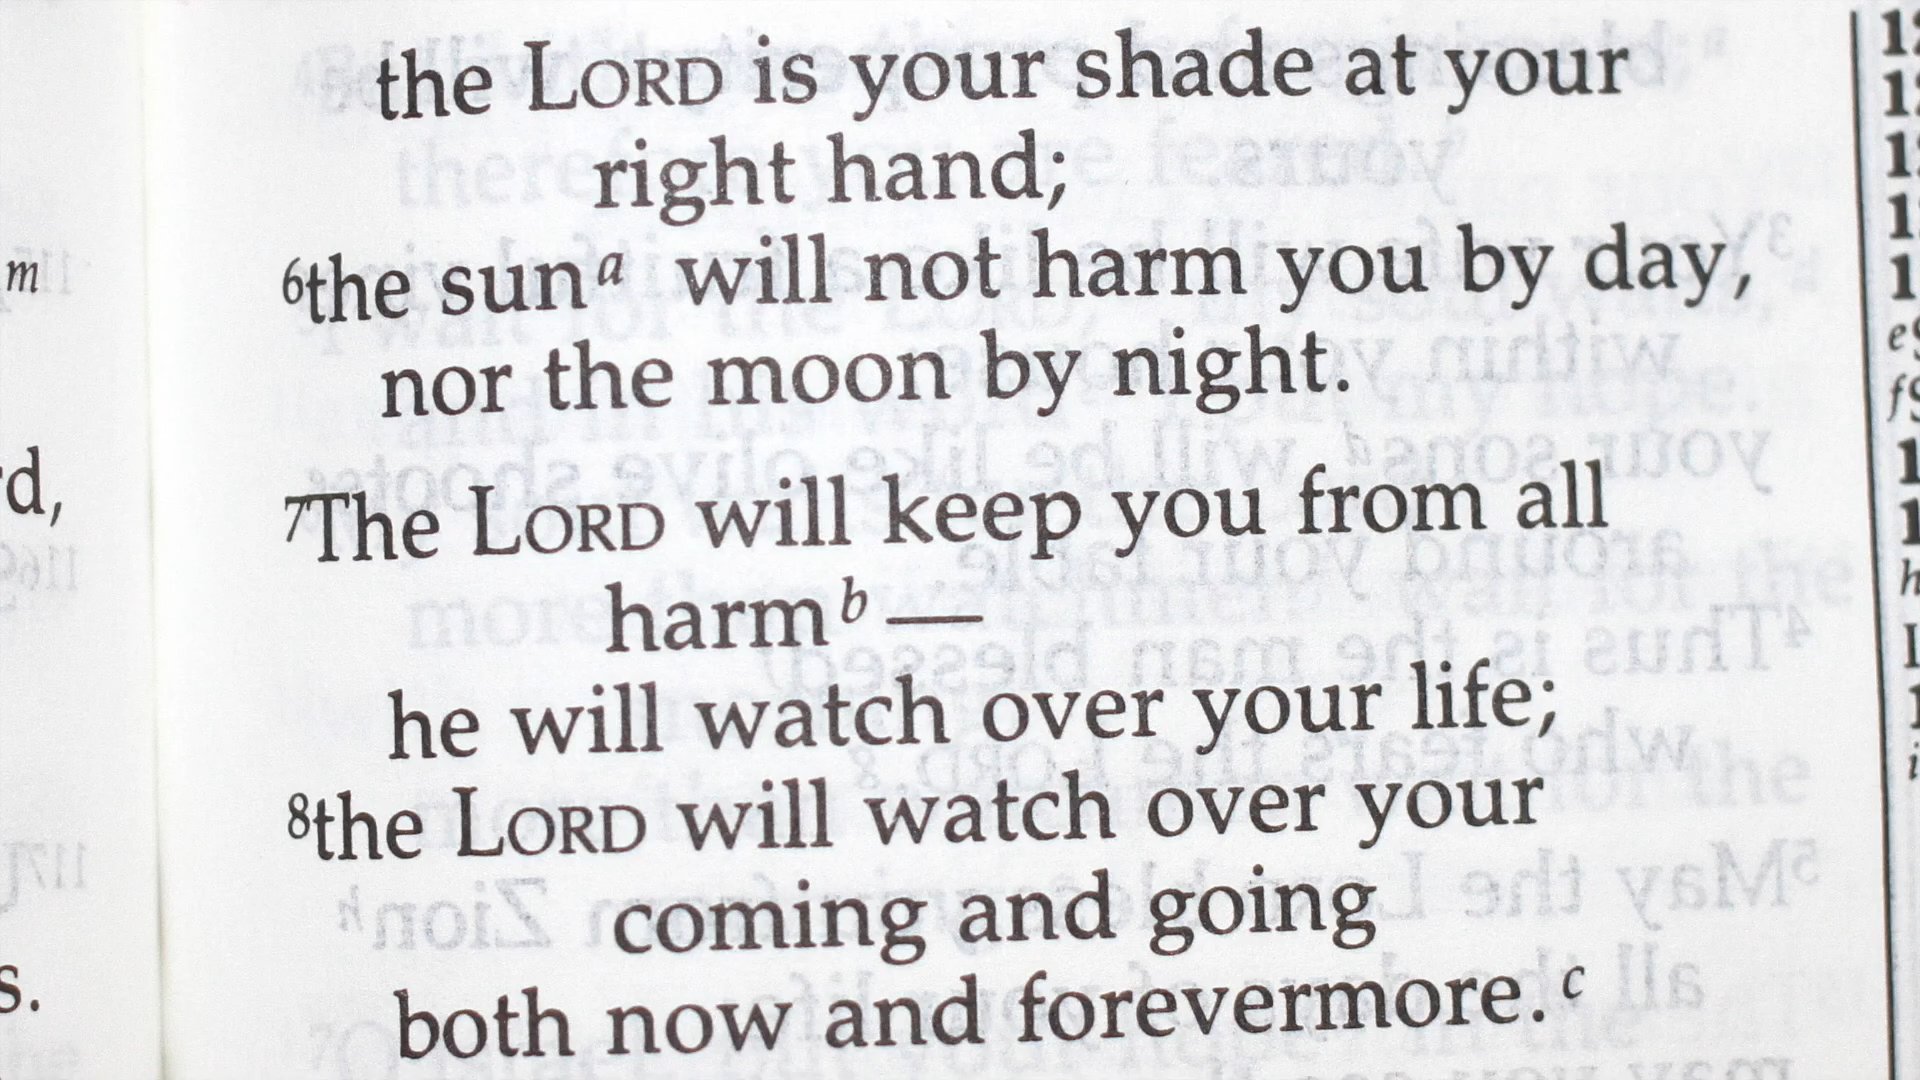 the LORD is your shade at your
right hand;
6the sun a will not harm you by day,
nor the moon by night.
7The LORD will keep you from all
harm b —
he will watch over your life;
8the LORD will watch over your
coming and going
both now and forevermore. c
m
d,
s.